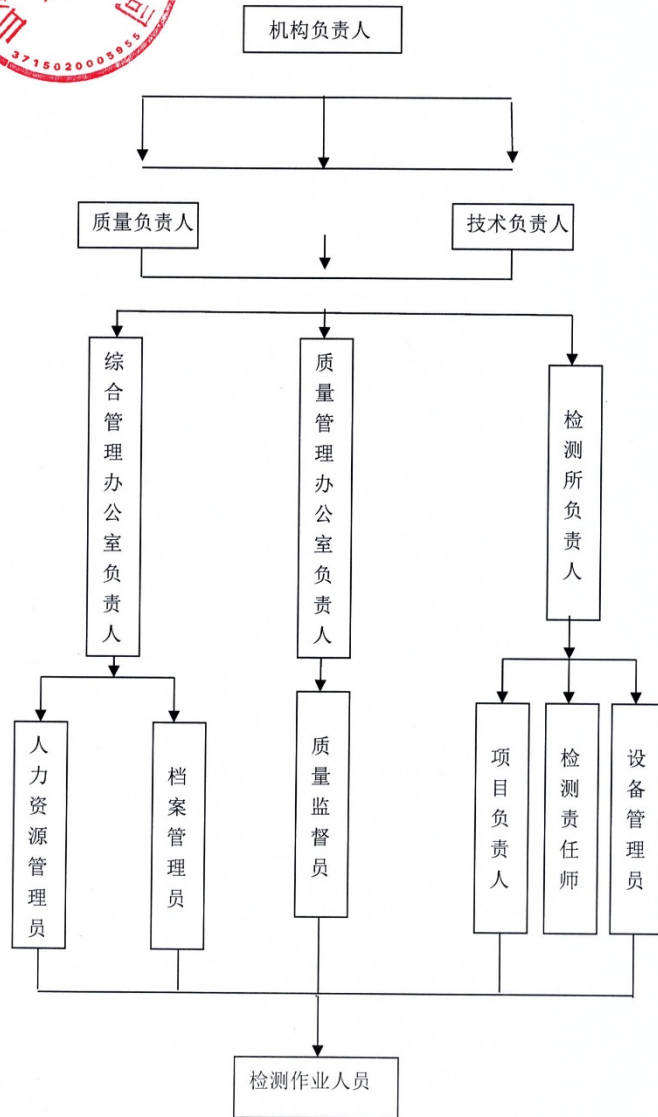 司
3715020005955
机构负责人
质量负责人
技术负责人
综合管理办公室负责人
质量管理办公室负责人
检测所负责人
人力资源管理员
档案管理员
质量监督员
项目负责人
检测责任师
设备管理员
检测作业人员